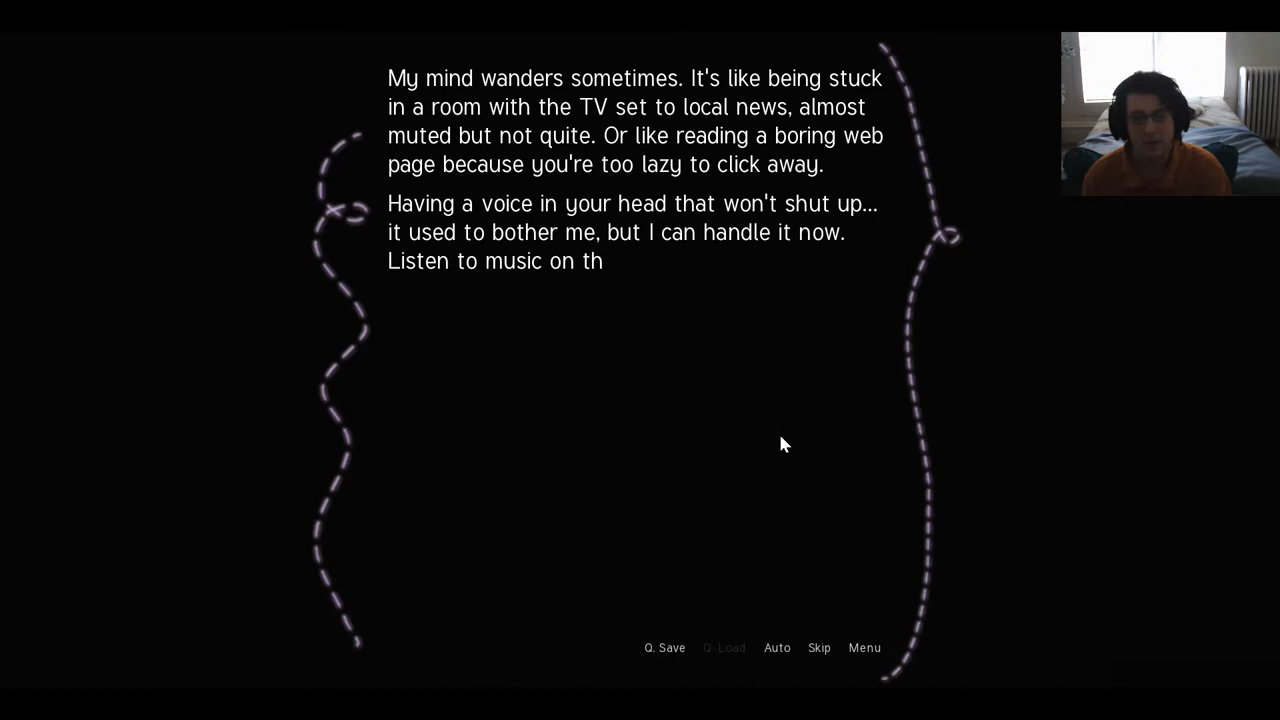 My mind wanders sometimes. It's like being stuck
in a room with the TV set to local news, almost
muted but not quite. Or like reading a boring web
page because you're too lazy to click away.
Having a voice in your head that won't shut up...
it used to bother me, but I can handle it now.
Listen to music on th
Q. Save Q. Load Auto Skip Menu